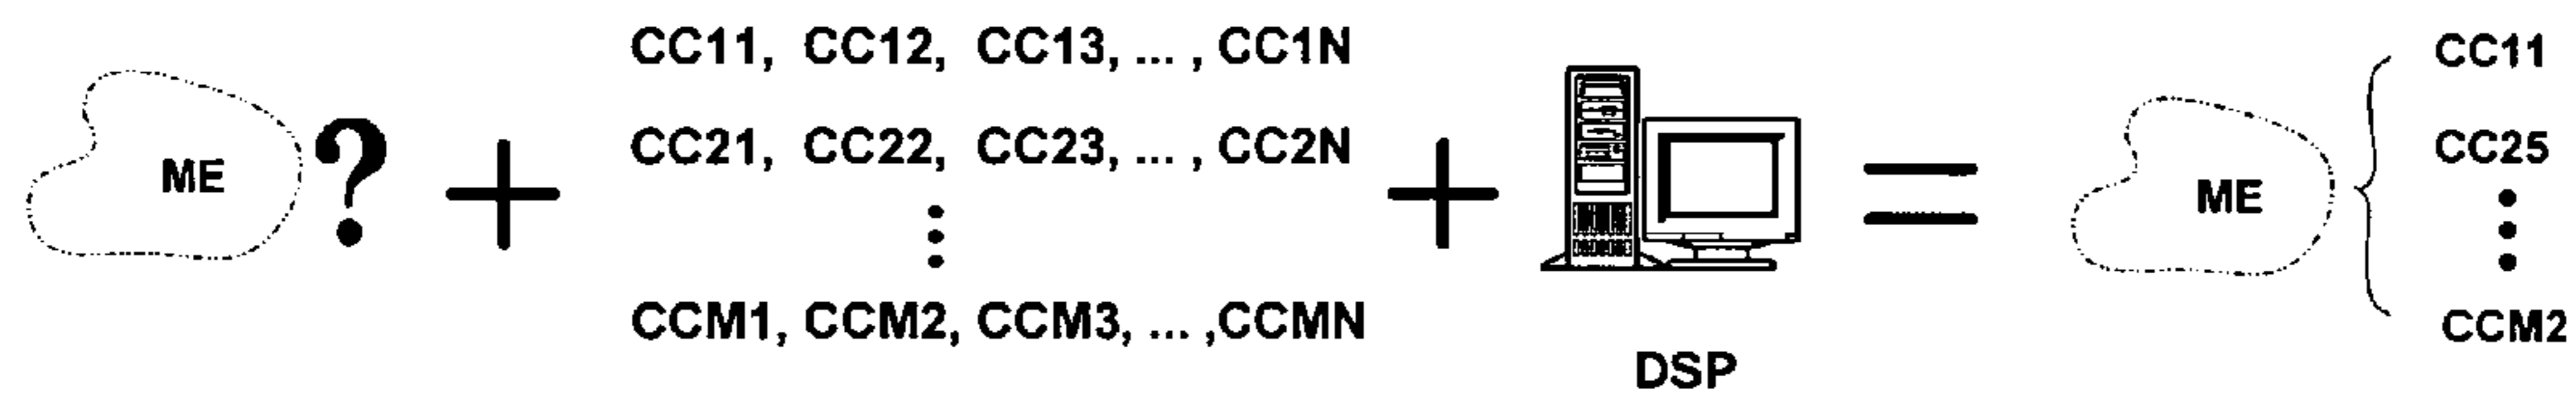 ME ? +
CC11, CC12, CC13, ... , CC1N
CC21, CC22, CC23, ... , CC2N
⋮
CCM1, CCM2, CCM3, ... ,CCMN
+
DSP
=
ME
CC11
CC25
⋮
CCM2